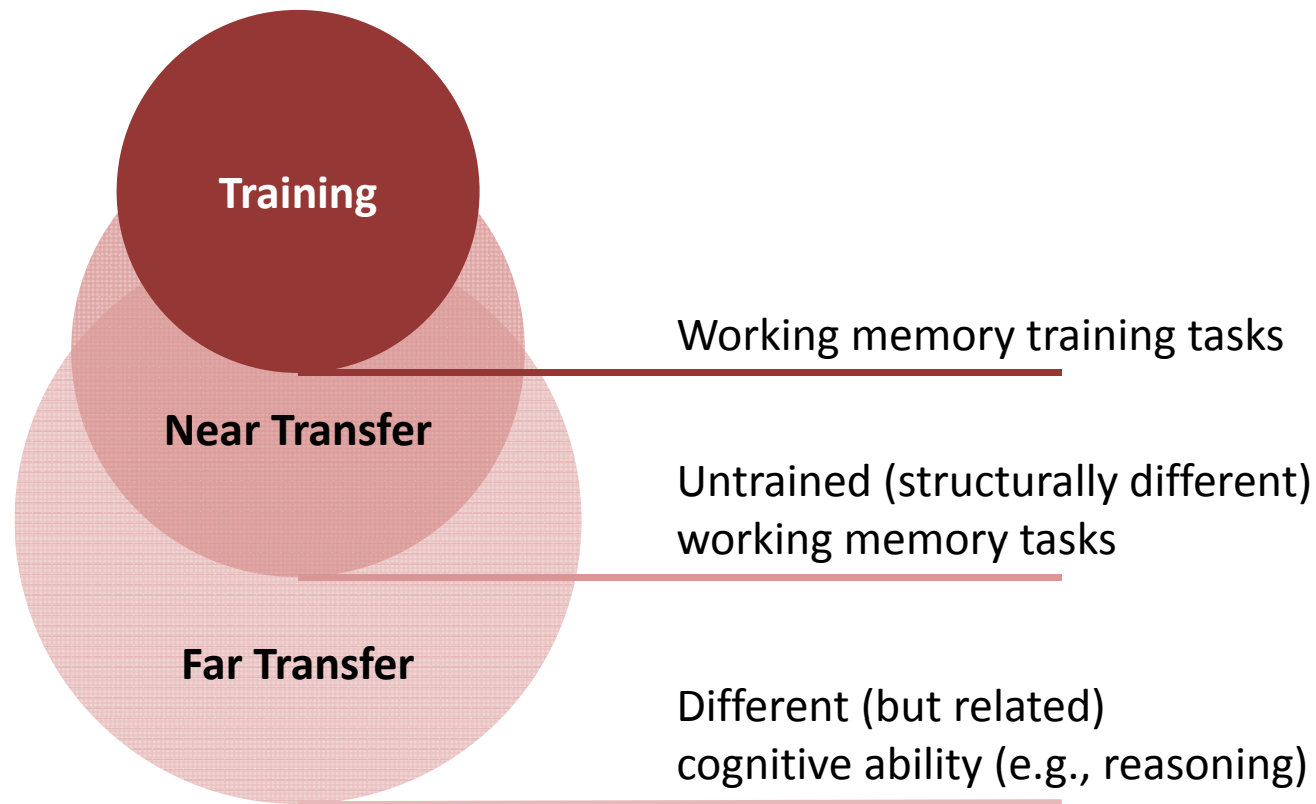 Training
Working memory training tasks
Near Transfer
Untrained (structurally different)
working memory tasks
Far Transfer
Different (but related)
cognitive ability (e.g., reasoning)